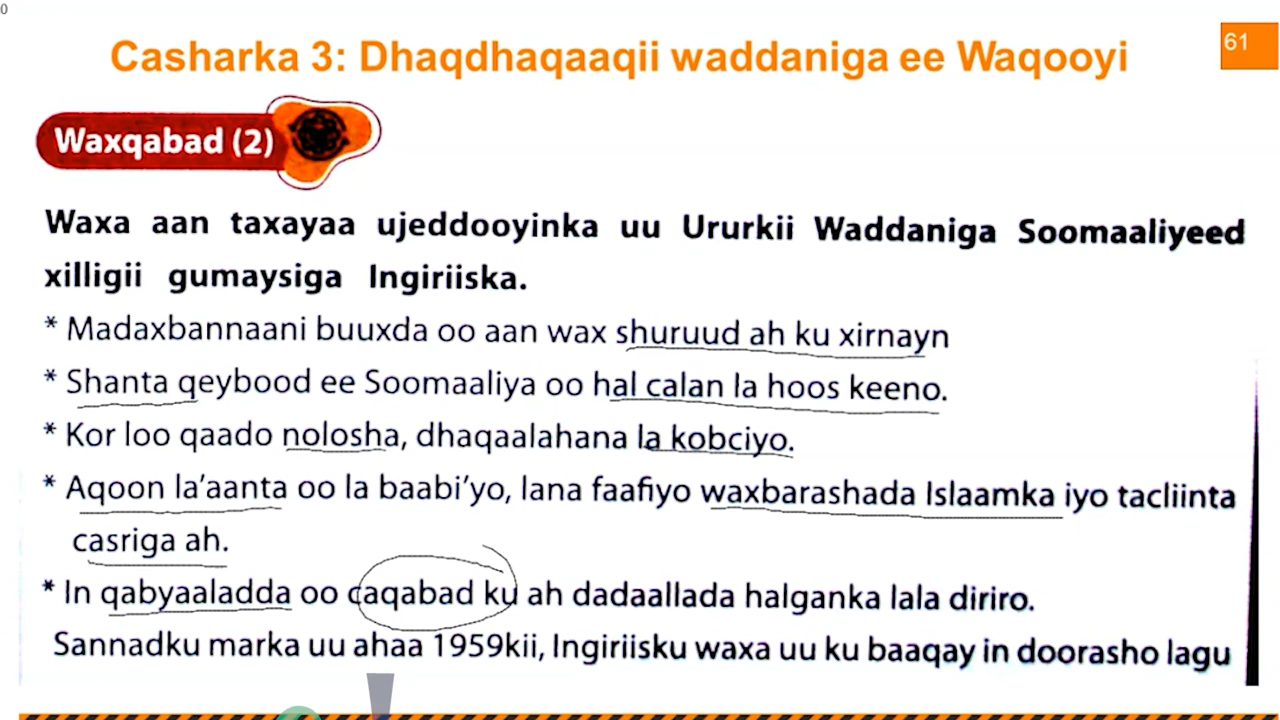 0
Casharka 3: Dhaqdhaqaaqii waddaniga ee Waqooyi
61
Waxqabad (2)
Waxa aan taxayaa ujeddooyinka uu Ururkii Waddaniga Soomaaliyeed
xilligii gumaysiga Ingiriiska.
* Madaxbannaani buuxda oo aan wax shuruud ah ku xirnayn
* Shanta qeybood ee Soomaaliya oo hal calan la hoos keeno.
* Kor loo qaado nolosha, dhaqaalahana la kobciyo.
* Aqoon la'aanta oo la baabi'yo, lana faafiyo waxbarashada Islaamka iyo tacliinta
casriga ah.
* In qabyaaladda oo caqabad ku ah dadaallada halganka lala diriro.
Sannadku marka uu ahaa 1959kii, Ingiriisku waxa uu ku baaqay in doorasho lagu